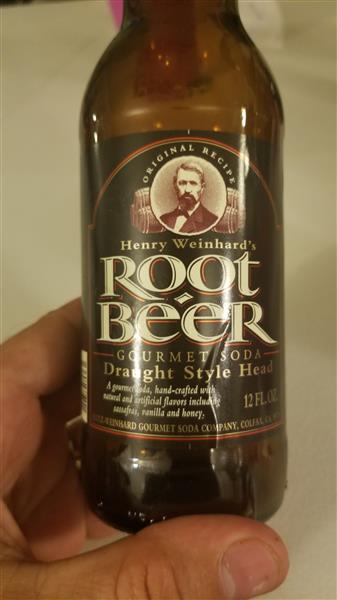 ORIGINAL RECIPE
Henry Weinhard's
ROOT
BEER
GOURMET SODA
Draught Style Head
A gourmet soda, hand-crafted with
natural and artificial flavors including
sassafras, vanilla and honey.
12 FL.OZ.
WEINHARD GOURMET SODA COMPANY, COLFAX, CA